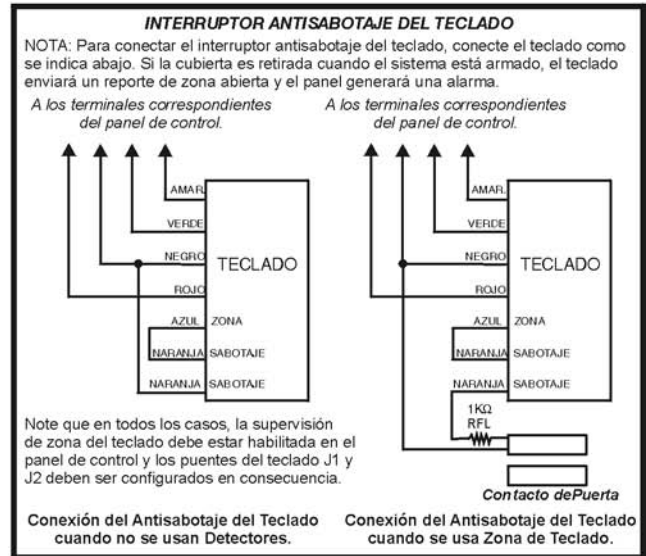 INTERRUPTOR ANTISABOTAJE DEL TECLADO
NOTA: Para conectar el interruptor antisabotaje del teclado, conecte el teclado como
se indica abajo. Si la cubierta es retirada cuando el sistema está armado, el teclado
enviará un reporte de zona abierta y el panel generará una alarma.
A los terminales correspondientes
del panel de control.
AMAR.
VERDE
NEGRO
TECLADO
ROJO
AZUL ZONA
NARANJA SABOTAJE
NARANJA SABOTAJE
Note que en todos los casos, la supervisión
de zona del teclado debe estar habilitada en el
panel de control y los puentes del teclado J1 y
J2 deben ser configurados en consecuencia.
Conexión del Antisabotaje del Teclado
cuando no se usan Detectores.
A los terminales correspondientes
del panel de control.
AMAR.
VERDE
NEGRO
TECLADO
ROJO
AZUL ZONA
NARANJA SABOTAJE
NARANJA SABOTAJE
1KΩ
RFL
Contacto dePuerta
Conexión del Antisabotaje del Teclado
cuando se usa Zona de Teclado.